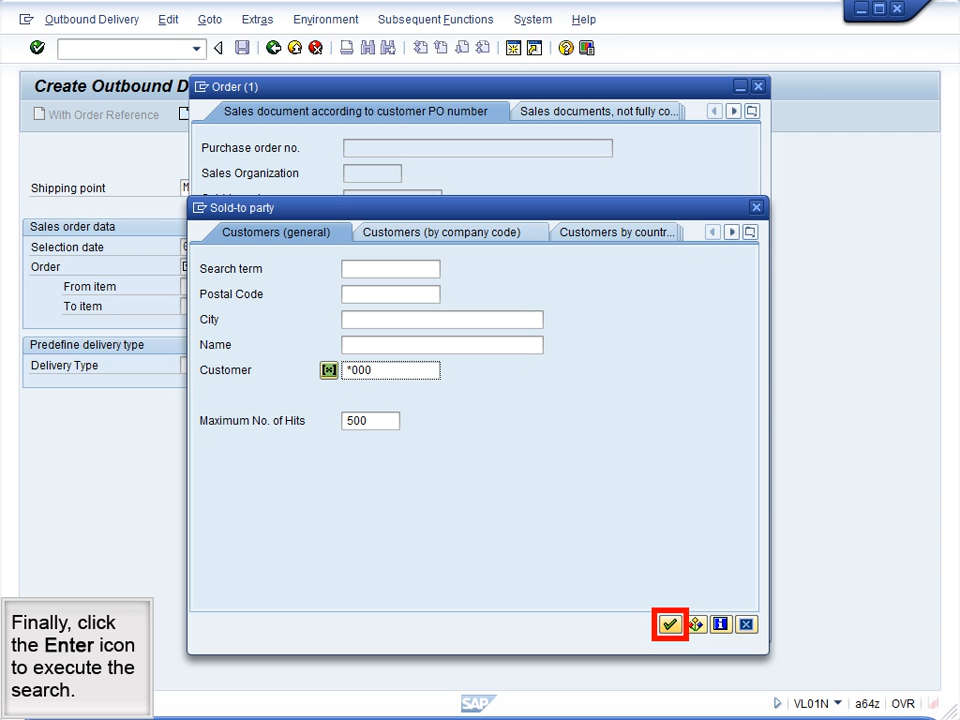 Outbound Delivery Edit Goto Extras Environment Subsequent Functions System Help
Create Outbound D
Order (1)
With Order Reference
Sales document according to customer PO number
Sales documents, not fully co...
Purchase order no.
Sales Organization
Shipping point
Sold-to party
Customers (general)
Customers (by company code)
Customers by countr...
Sales order data
Selection date
Order
From item
To item
Predefine delivery type
Delivery Type
Search term
Postal Code
City
Name
Customer *000
Maximum No. of Hits 500
Finally, click
the Enter icon
to execute the
search.
SAP
VL01N a64z OVR